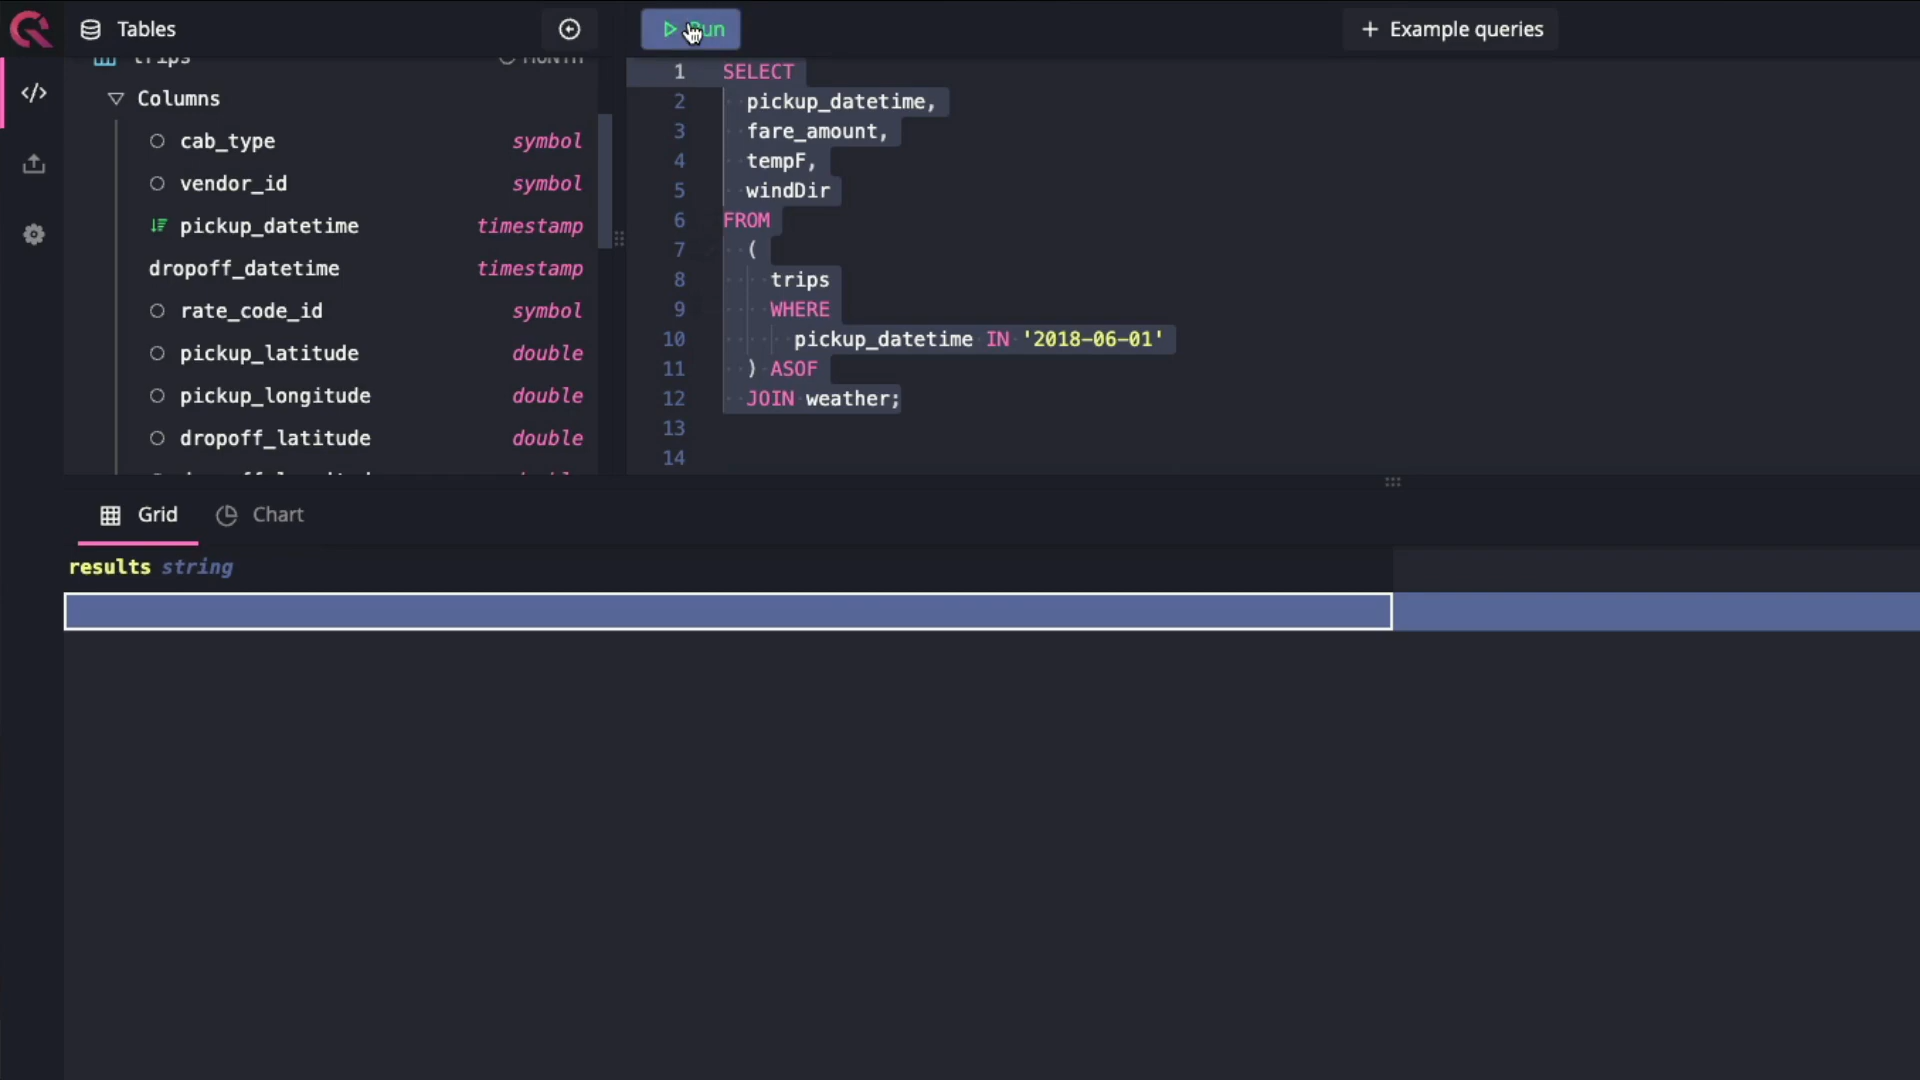 Tables
Run
+ Example queries
trips MONTH
Columns
cab_type symbol
vendor_id symbol
pickup_datetime timestamp
dropoff_datetime timestamp
rate_code_id symbol
pickup_latitude double
pickup_longitude double
dropoff_latitude double
1 SELECT
2 pickup_datetime,
3 fare_amount,
4 tempF,
5 windDir
6 FROM
7 (
8 trips
9 WHERE
10 pickup_datetime IN '2018-06-01'
11 ) ASOF
12 JOIN weather;
13
14
Grid Chart
results string